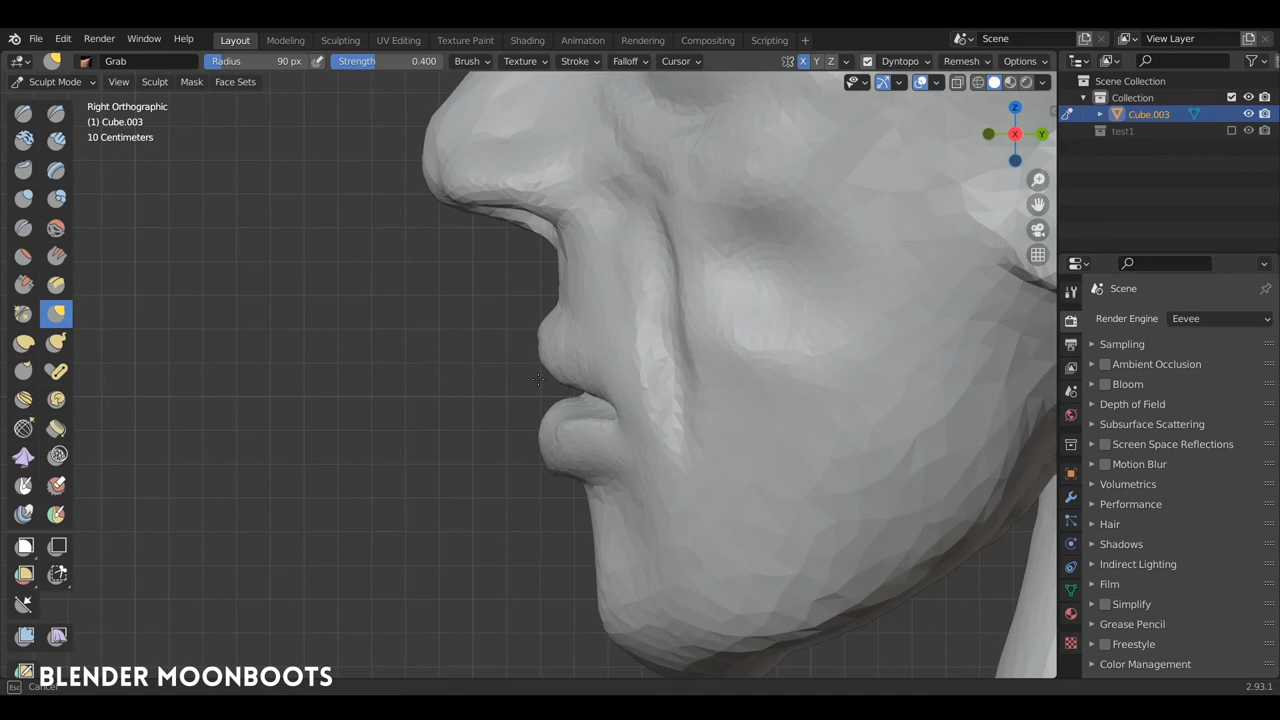 File Edit Render Window Help Layout Modeling Sculpting UV Editing Texture Paint Shading Animation Rendering Compositing Scripting + Scene View Layer
Grab Radius 90 px Strength 0.400 Brush Texture Stroke Falloff Cursor X Y Z Dyntopo Remesh Options
Sculpt Mode View Sculpt Mask Face Sets
Right Orthographic
(1) Cube.003
10 Centimeters
Z
X
Y
Scene Collection
Collection
Cube.003
test1
Scene
Render Engine Eevee
Sampling
Ambient Occlusion
Bloom
Depth of Field
Subsurface Scattering
Screen Space Reflections
Motion Blur
Volumetrics
Performance
Hair
Shadows
Indirect Lighting
Film
Simplify
Grease Pencil
Freestyle
Color Management
BLENDER MOONBOOTS
Esc Cancel
2.93.1